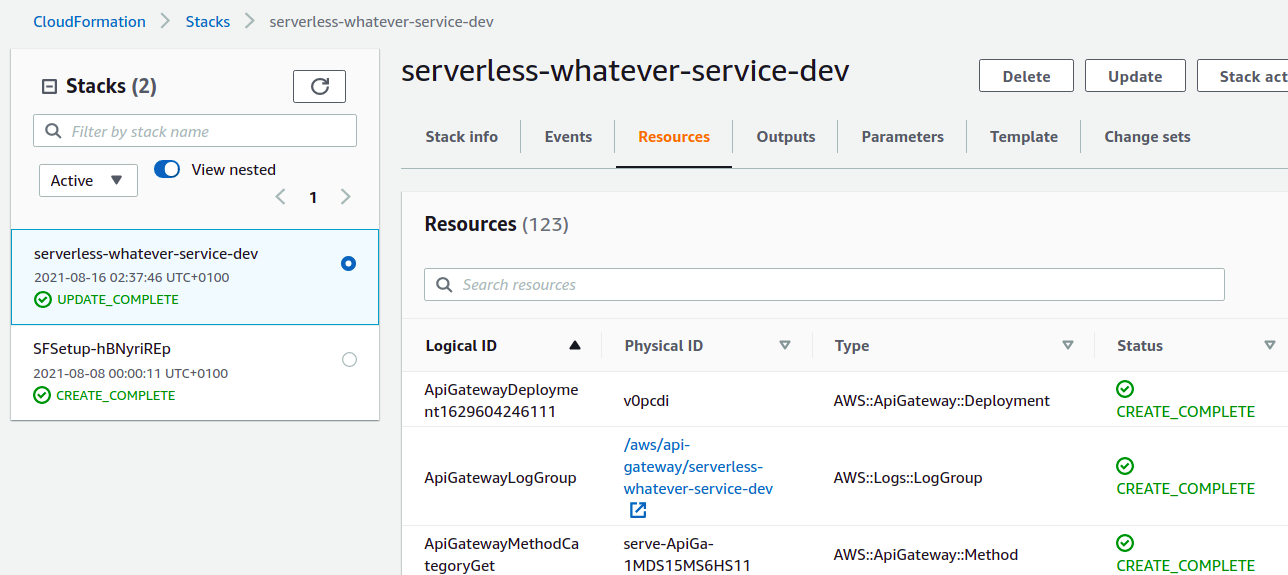 CloudFormation > Stacks > serverless-whatever-service-dev
Stacks (2)
Filter by stack name
Active
View nested
1
serverless-whatever-service-dev
2021-08-16 02:37:46 UTC+0100
UPDATE_COMPLETE
SFSetup-hBNyriREp
2021-08-08 00:00:11 UTC+0100
CREATE_COMPLETE
serverless-whatever-service-dev
Delete Update Stack act
Stack info Events Resources Outputs Parameters Template Change sets
Resources (123)
Search resources
Logical ID Physical ID Type Status
ApiGatewayDeployme
nt1629604246111
v0pcdi
AWS::ApiGateway::Deployment
CREATE_COMPLETE
ApiGatewayLogGroup
/aws/api-
gateway/serverless-
whatever-service-dev
AWS::Logs::LogGroup
CREATE_COMPLETE
ApiGatewayMethodCa
tegoryGet
serve-ApiGa-
1MDS15MS6HS11
AWS::ApiGateway::Method
CREATE_COMPLETE